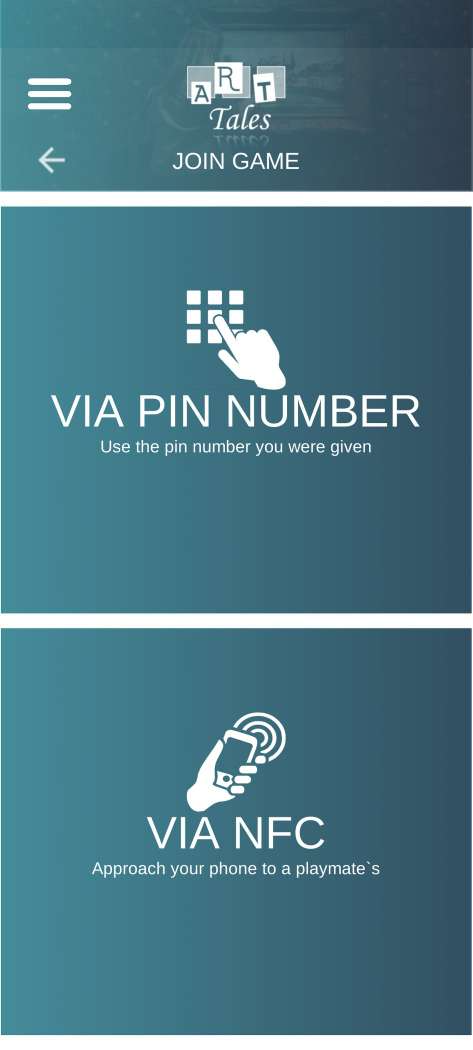 ART
Tales
JOIN GAME
VIA PIN NUMBER
Use the pin number you were given
VIA NFC
Approach your phone to a playmate`s